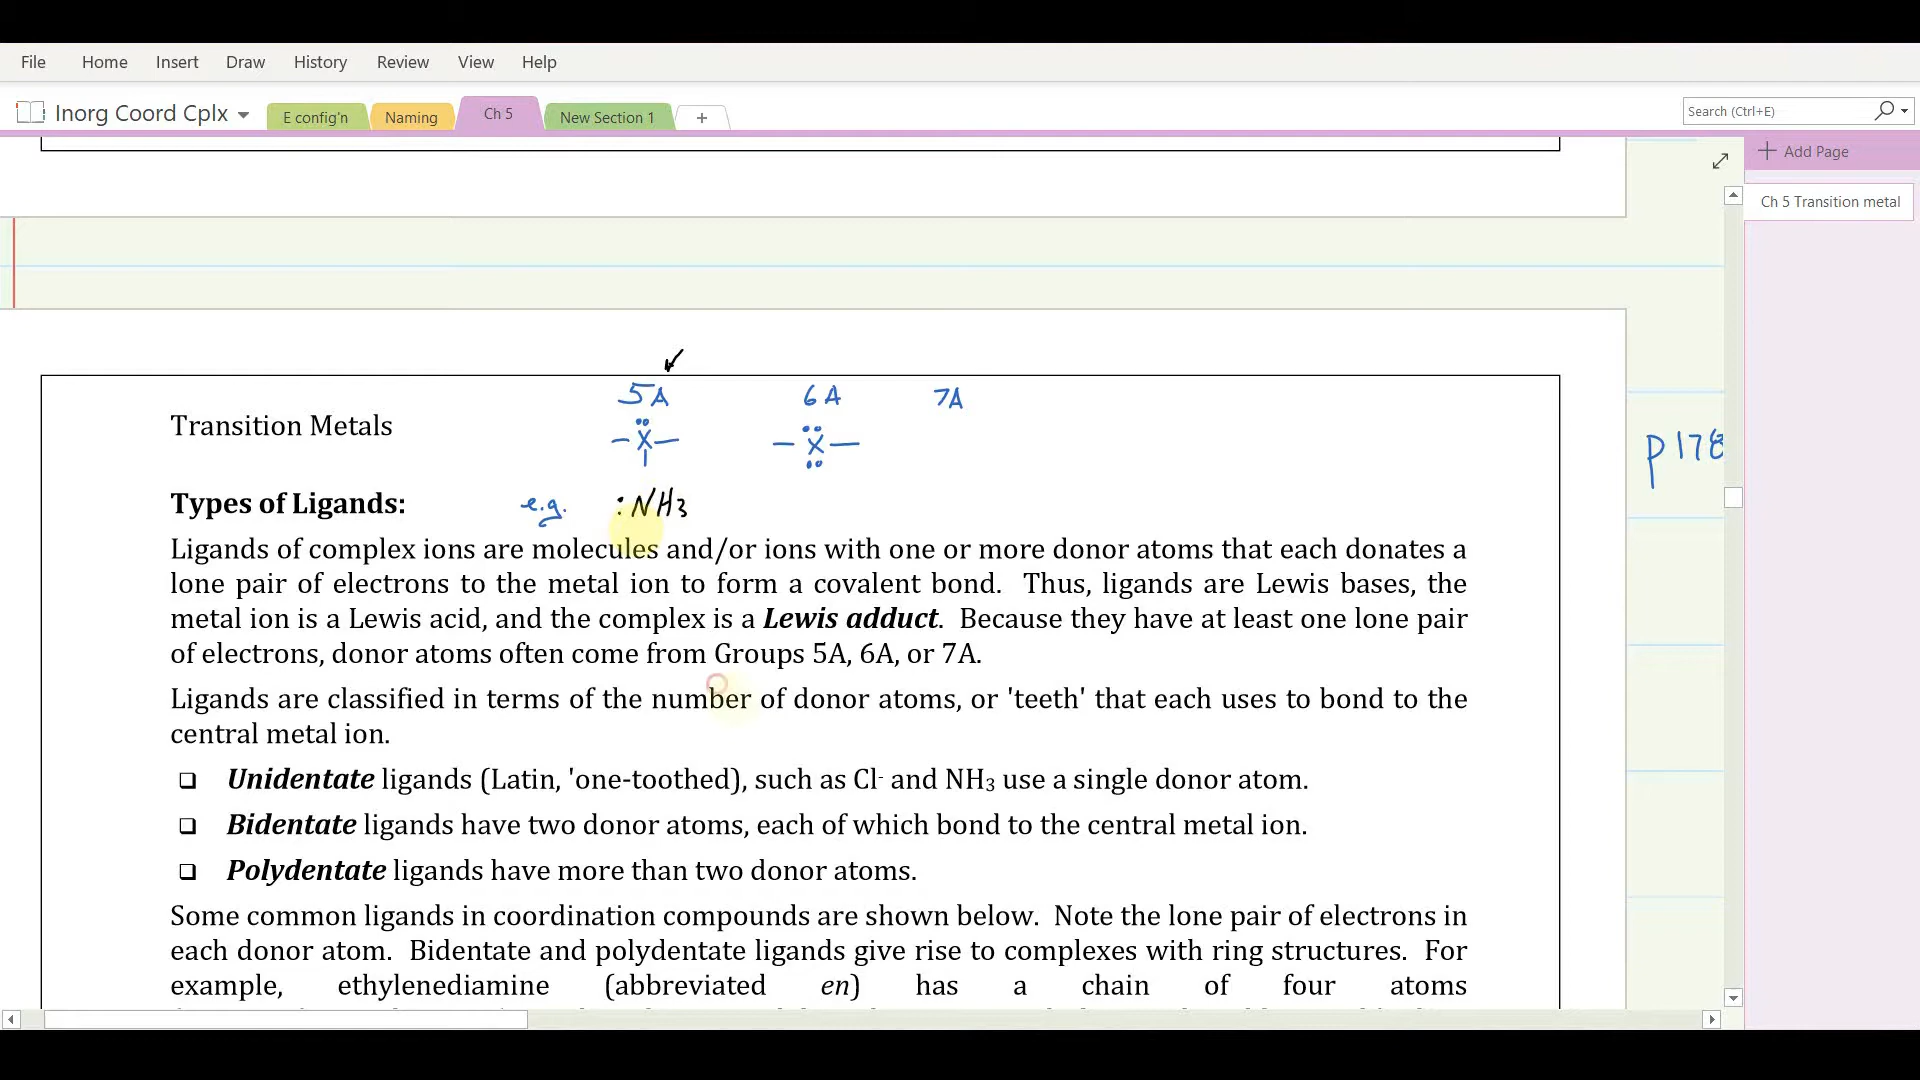 File Home Insert Draw History Review View Help
Inorg Coord Cplx E config'n Naming Ch 5 New Section 1 + Search (Ctrl+E)
Add Page
Ch 5 Transition metal
5A 6A 7A
Transition Metals
X X
p178
Types of Ligands: e.g. :NH3
Ligands of complex ions are molecules and/or ions with one or more donor atoms that each donates a
lone pair of electrons to the metal ion to form a covalent bond. Thus, ligands are Lewis bases, the
metal ion is a Lewis acid, and the complex is a Lewis adduct. Because they have at least one lone pair
of electrons, donor atoms often come from Groups 5A, 6A, or 7A.
Ligands are classified in terms of the number of donor atoms, or 'teeth' that each uses to bond to the
central metal ion.
❑ Unidentate ligands (Latin, 'one-toothed), such as Cl- and NH3 use a single donor atom.
❑ Bidentate ligands have two donor atoms, each of which bond to the central metal ion.
❑ Polydentate ligands have more than two donor atoms.
Some common ligands in coordination compounds are shown below. Note the lone pair of electrons in
each donor atom. Bidentate and polydentate ligands give rise to complexes with ring structures. For
example, ethylenediamine (abbreviated en) has a chain of four atoms